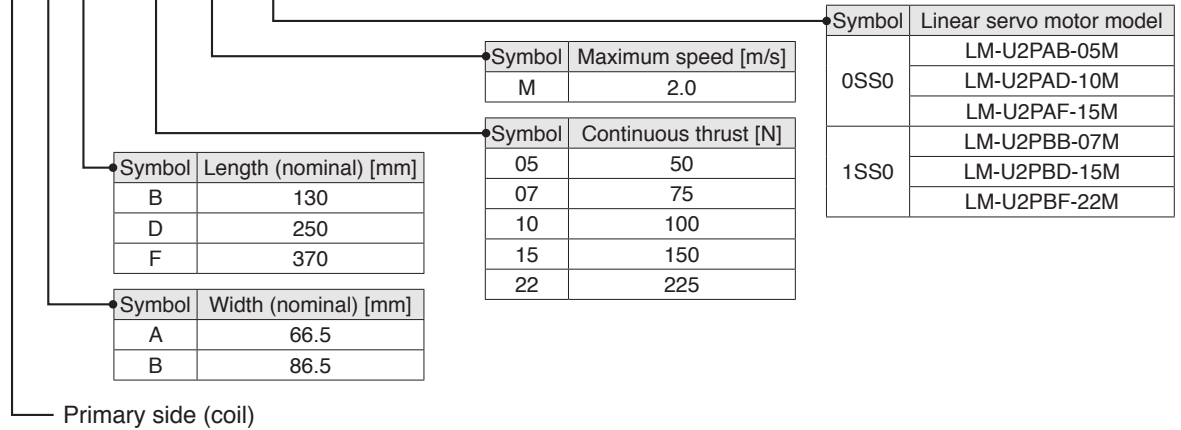 Symbol Linear servo motor model
0SS0
LM-U2PAB-05M
LM-U2PAD-10M
LM-U2PAF-15M
1SS0
LM-U2PBB-07M
LM-U2PBD-15M
LM-U2PBF-22M
Symbol Maximum speed [m/s]
M 2.0
Symbol Continuous thrust [N]
05 50
07 75
10 100
15 150
22 225
Symbol Length (nominal) [mm]
B 130
D 250
F 370
Symbol Width (nominal) [mm]
A 66.5
B 86.5
Primary side (coil)